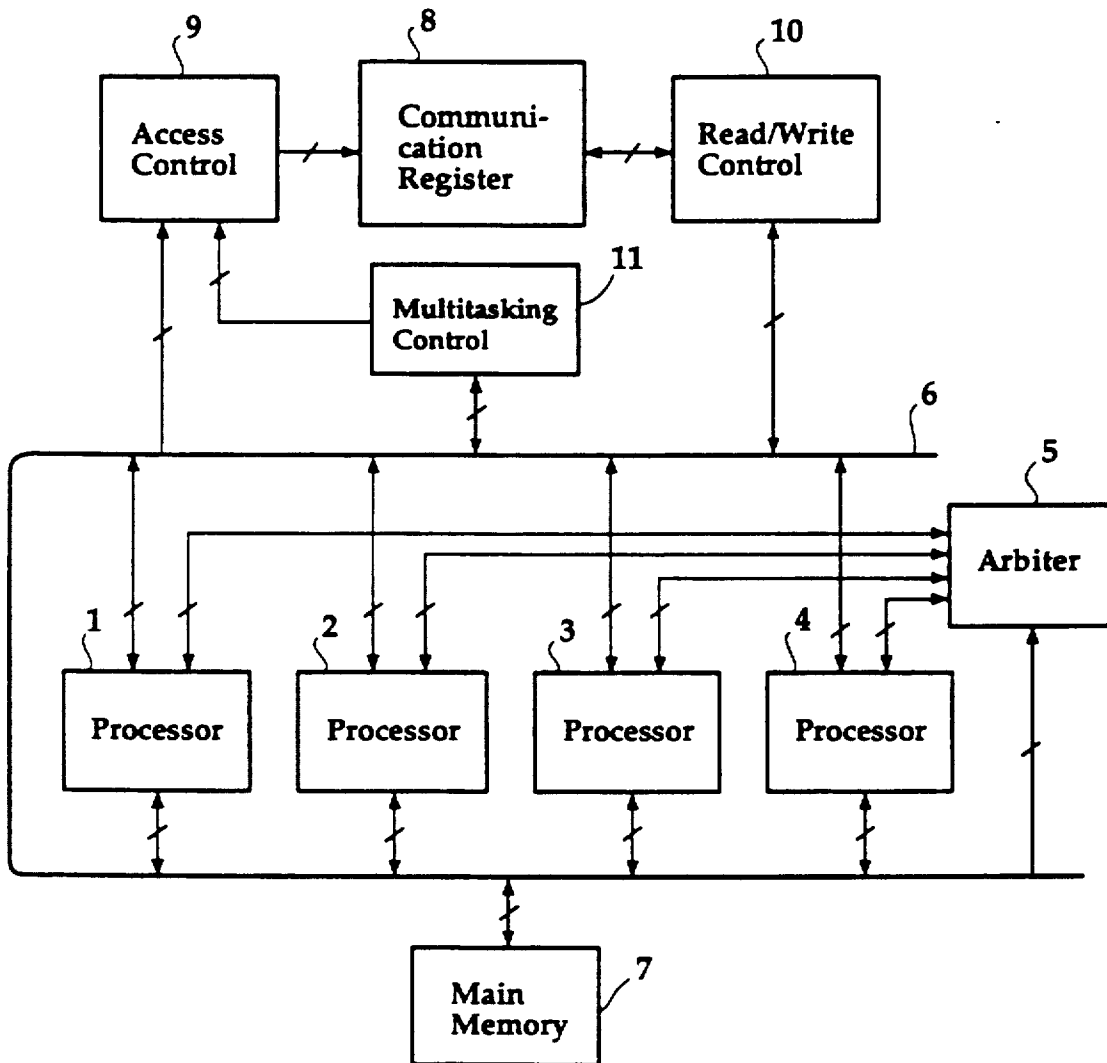 9
8
10
Access
Control
Communi-
cation
Register
Read/Write
Control
11
Multitasking
Control
6
5
Arbiter
1
2
3
4
Processor
Processor
Processor
Processor
7
Main
Memory